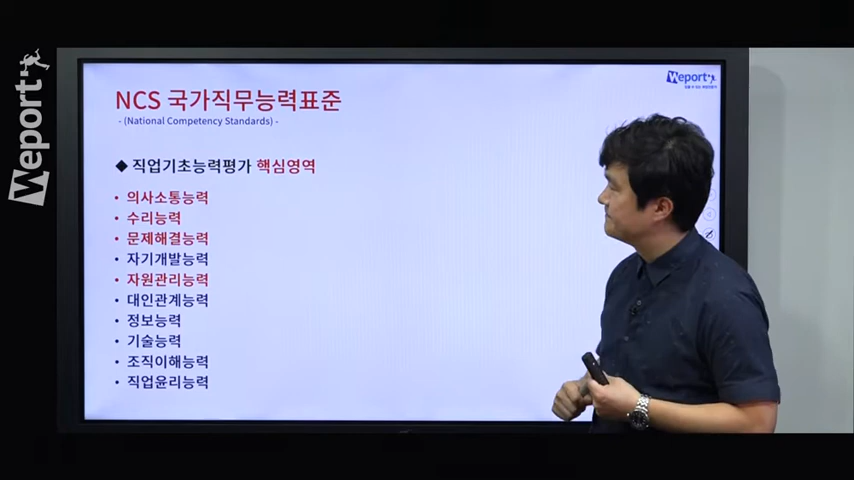 Weport
Weport
NCS 국가직무능력표준
- (National Competency Standards) -
◆ 직업기초능력평가 핵심영역
• 의사소통능력
• 수리능력
• 문제해결능력
• 자기개발능력
• 자원관리능력
• 대인관계능력
• 정보능력
• 기술능력
• 조직이해능력
• 직업윤리능력